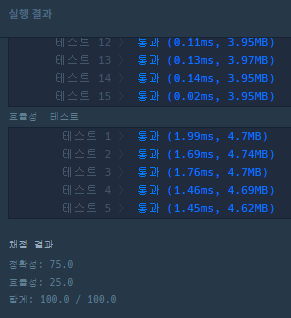 실행 결과
테스트 12 > 통과 (0.11ms, 3.95MB)
테스트 13 > 통과 (0.13ms, 3.97MB)
테스트 14 > 통과 (0.14ms, 3.95MB)
테스트 15 > 통과 (0.02ms, 3.95MB)
효율성 테스트
테스트 1 > 통과 (1.99ms, 4.7MB)
테스트 2 > 통과 (1.69ms, 4.74MB)
테스트 3 > 통과 (1.76ms, 4.7MB)
테스트 4 > 통과 (1.46ms, 4.69MB)
테스트 5 > 통과 (1.45ms, 4.62MB)
채점 결과
정확성: 75.0
효율성: 25.0
합계: 100.0 / 100.0